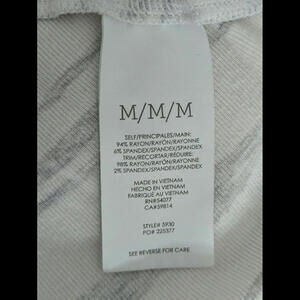 M/M/M
SELF/PRINCIPALES/MAIN:
94% RAYON/RAYÓN/RAYONNE
6% SPANDEX/SPANDEX/SPANDEX
TRIM/RECORTAR/RÉDUIRE:
98% RAYON/RAYÓN/RAYONNE
2% SPANDEX/SPANDEX/SPANDEX
MADE IN VIETNAM
HECHO EN VIETNAM
FABRIQUÉ AU VIETNAM
RN#54077
CA#59814
STYLE# 5930
PO# 225377
SEE REVERSE FOR CARE